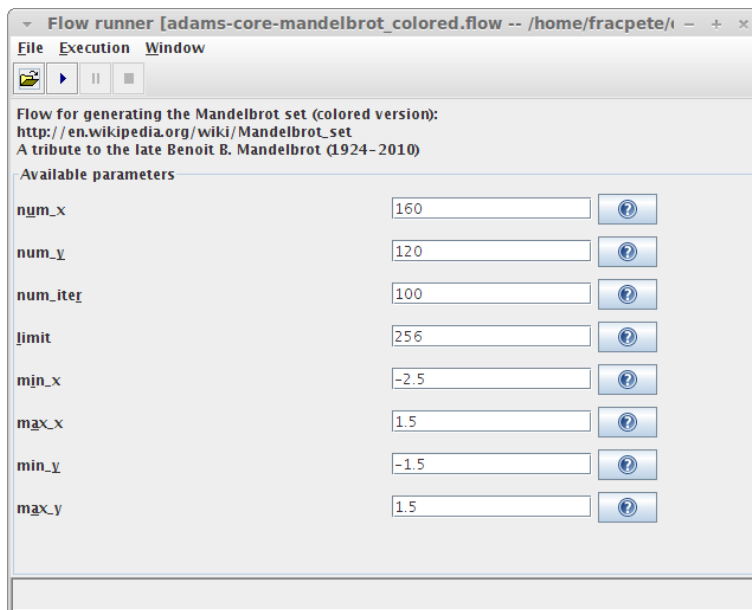 Flow runner [adams-core-mandelbrot_colored.flow -- /home/fracpete/
File Execution Window
Flow for generating the Mandelbrot set (colored version):
http://en.wikipedia.org/wiki/Mandelbrot_set
A tribute to the late Benoit B. Mandelbrot (1924-2010)
Available parameters
num_x 160
num_y 120
num_iter 100
limit 256
min_x -2.5
max_x 1.5
min_y -1.5
max_y 1.5